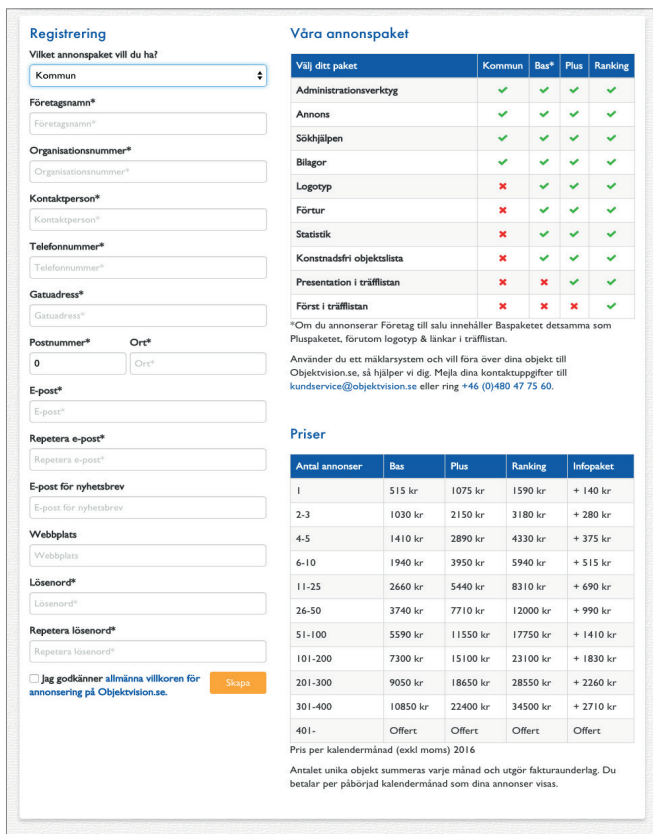 Registrering
Vilket annonspaket vill du ha?
Kommun
Företagsnamn*
Företagsnamn*
Organisationsnummer*
Organisationsnummer*
Kontaktperson*
Kontaktperson*
Telefonnummer*
Telefonnummer*
Gatuadress*
Gatuadress*
Postnummer* Ort*
0 Ort*
E-post*
E-post*
Repetera e-post*
Repetera e-post*
E-post för nyhetsbrev
E-post för nyhetsbrev
Webbplats
Webbplats
Lösenord*
Lösenord*
Repetera lösenord*
Repetera lösenord*
Jag godkänner allmänna villkoren för
annonsering på Objektvision.se.
Skapa
Våra annonspaket
Välj ditt paket Kommun Bas* Plus Ranking
Administrationsverktyg
Annons
Sökhjälpen
Bilagor
Logotyp
Förtur
Statistik
Konstnadsfri objektslista
Presentation i träfflistan
Först i träfflistan
*Om du annonserar Företag till salu innehåller Baspaketet detsamma som
Pluspaketet, förutom logotyp & länkar i träfflistan.
Använder du ett mäklarsystem och vill föra över dina objekt till
Objektvision.se, så hjälper vi dig. Mejla dina kontaktuppgifter till
kundservice@objektvision.se eller ring +46 (0)480 47 75 60.
Priser
Antal annonser Bas Plus Ranking Infopaket
1 515 kr 1075 kr 1590 kr + 140 kr
2-3 1030 kr 2150 kr 3180 kr + 280 kr
4-5 1410 kr 2890 kr 4330 kr + 375 kr
6-10 1940 kr 3950 kr 5940 kr + 515 kr
11-25 2660 kr 5440 kr 8310 kr + 690 kr
26-50 3740 kr 7710 kr 12000 kr + 990 kr
51-100 5590 kr 11550 kr 17750 kr + 1410 kr
101-200 7300 kr 15100 kr 23100 kr + 1830 kr
201-300 9050 kr 18650 kr 28550 kr + 2260 kr
301-400 10850 kr 22400 kr 34500 kr + 2710 kr
401- Offert Offert Offert Offert
Pris per kalendermånad (exkl moms) 2016
Antalet unika objekt summeras varje månad och utgör fakturaunderlag. Du
betalar per påbörjad kalendermånad som dina annonser visas.